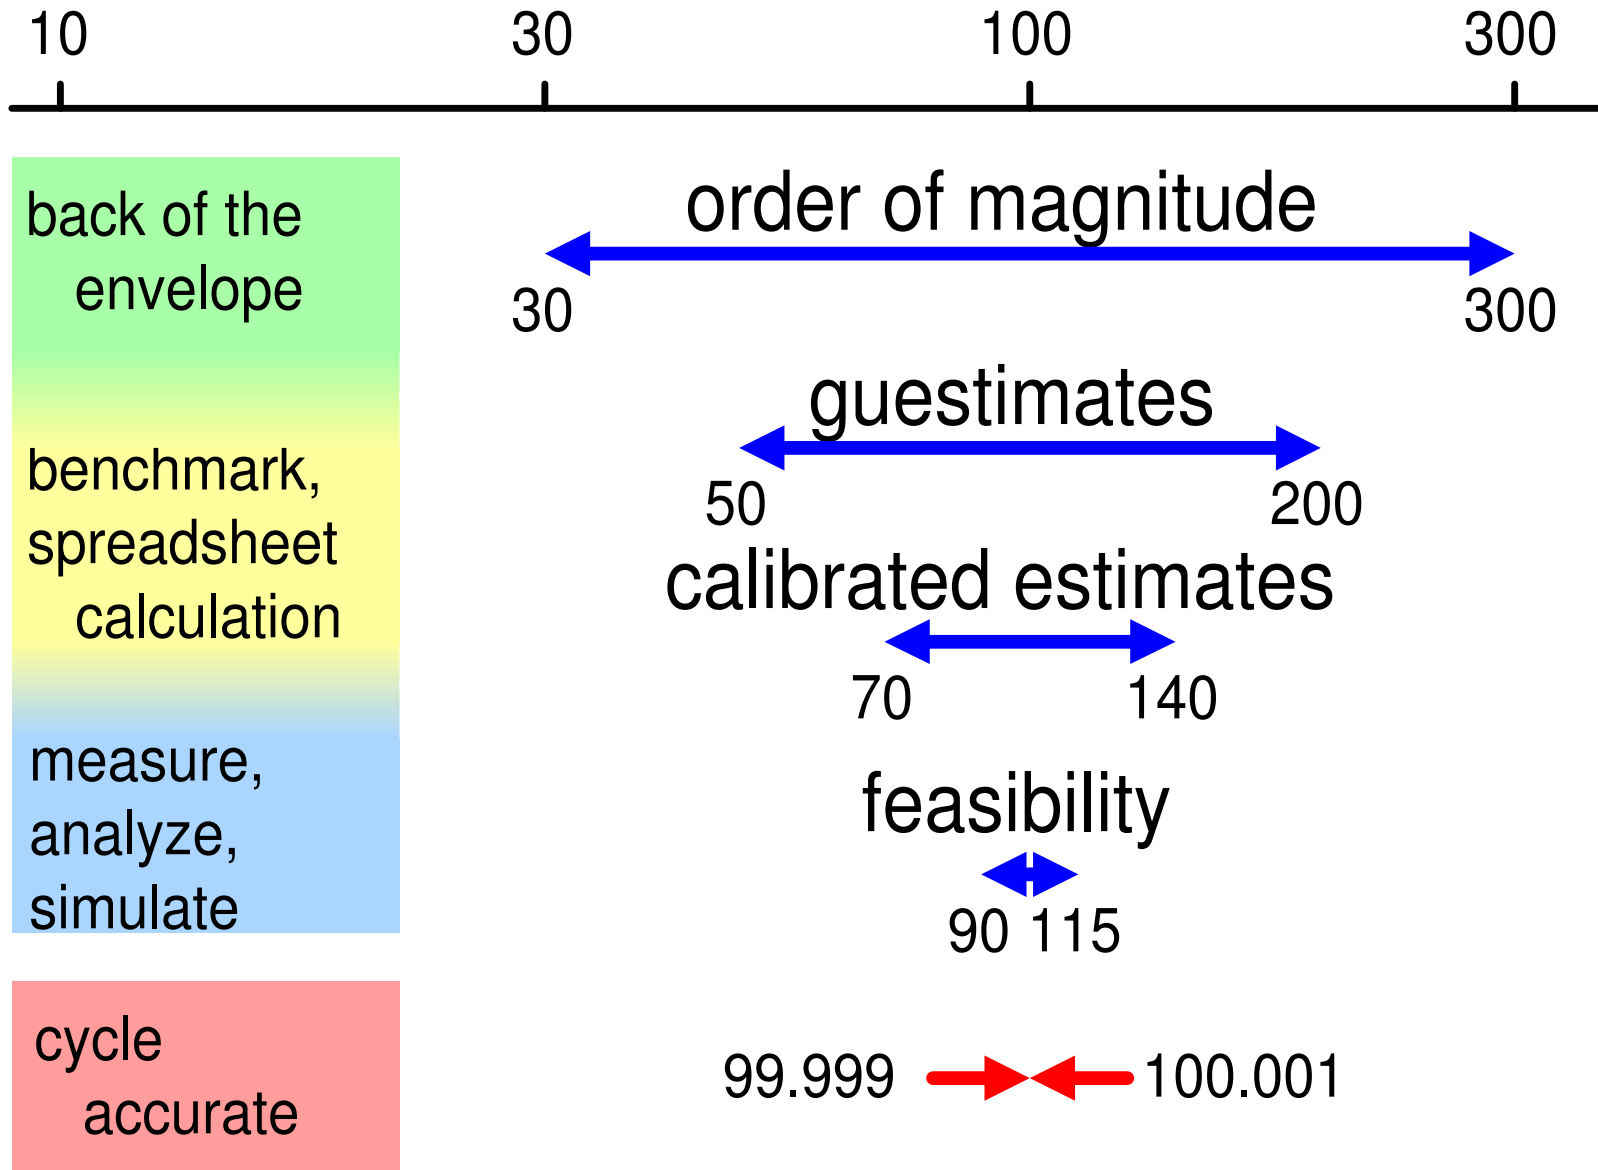 10 30 100 300
back of the
envelope
order of magnitude
30 300
guestimates
benchmark,
spreadsheet
calculation
50 200
calibrated estimates
70 140
measure,
analyze,
simulate
feasibility
90 115
cycle
accurate
99.999 100.001